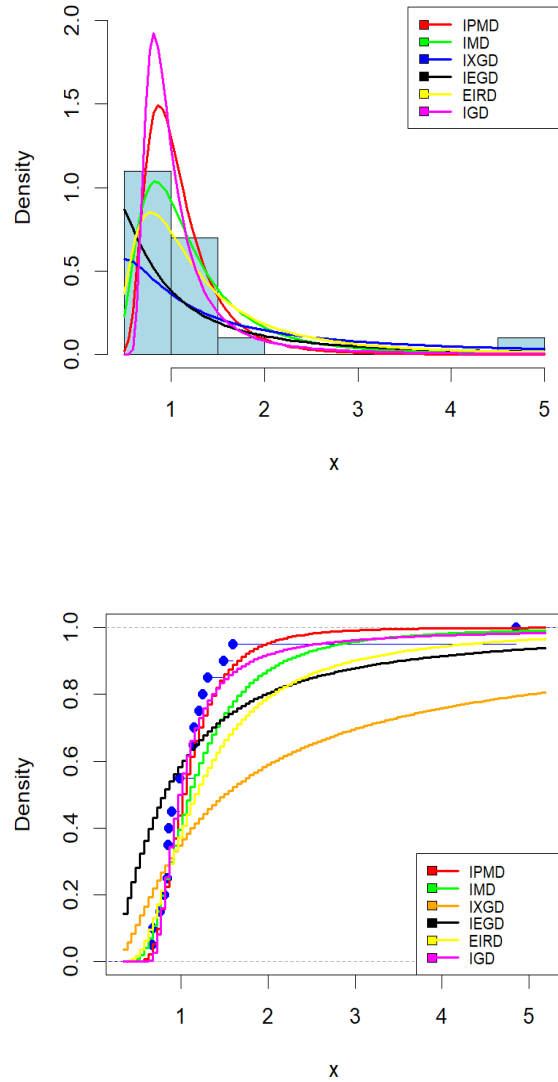 2.0
1.5
1.0
0.5
0.0
Density
IPMD
IMD
IXGD
IEGD
EIRD
IGD
1 2 3 4 5
x
1.0
0.8
0.6
0.4
0.2
0.0
Density
IPMD
IMD
IXGD
IEGD
EIRD
IGD
1 2 3 4 5
x